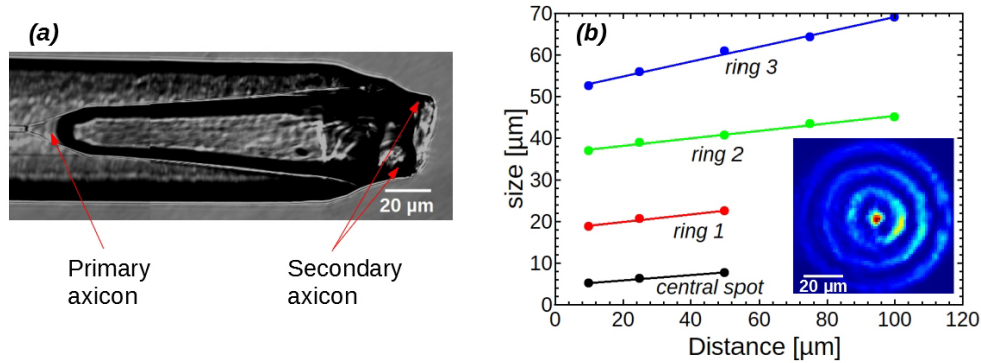 (a)
20 µm
Primary
axicon
Secondary
axicon
(b)
size [µm]
70
60
50
40
30
20
10
0
ring 3
ring 2
ring 1
central spot
20 µm
0 20 40 60 80 100 120
Distance [µm]